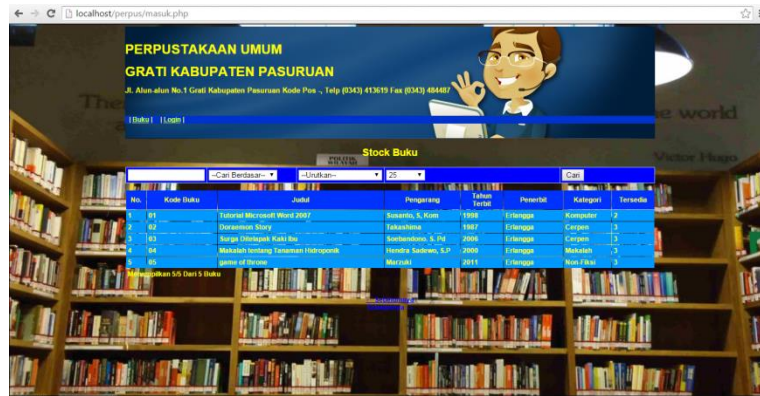 localhost/perpus/masuk.php
PERPUSTAKAAN UMUM
GRATI KABUPATEN PASURUAN
JL. Alun-alun No.1 Grati Kabupaten Pasuruan Kode Pos -, Telp (0343) 413619 Fax (0343) 484487
[Buku] [Login]
Stock Buku
--Cari Berdasar-- --Urutkan-- 25 Cari
No. Kode Buku Judul Pengarang Tahun Terbit Penerbit Kategori Tersedia
1 01 Tutorial Microsoft Word 2007 Susanto, S, Kom 1998 Erlangga Komputer 2
2 02 Doraemon Story Takashima 1987 Erlangga Cerpen 3
3 03 Surga Ditelapak Kaki Ibu Soebandono. S. Pd 2006 Erlangga Cerpen 3
4 04 Makalah tentang Tanaman Hidroponik Hendra Sadewo, S.P 2000 Erlangga Makalah 3
5 05 game of throne Marzuki 2011 Erlangga Non-Fiksi 3
Menampilkan 5/5 Dari 5 Buku
The
world
Victor Hugo